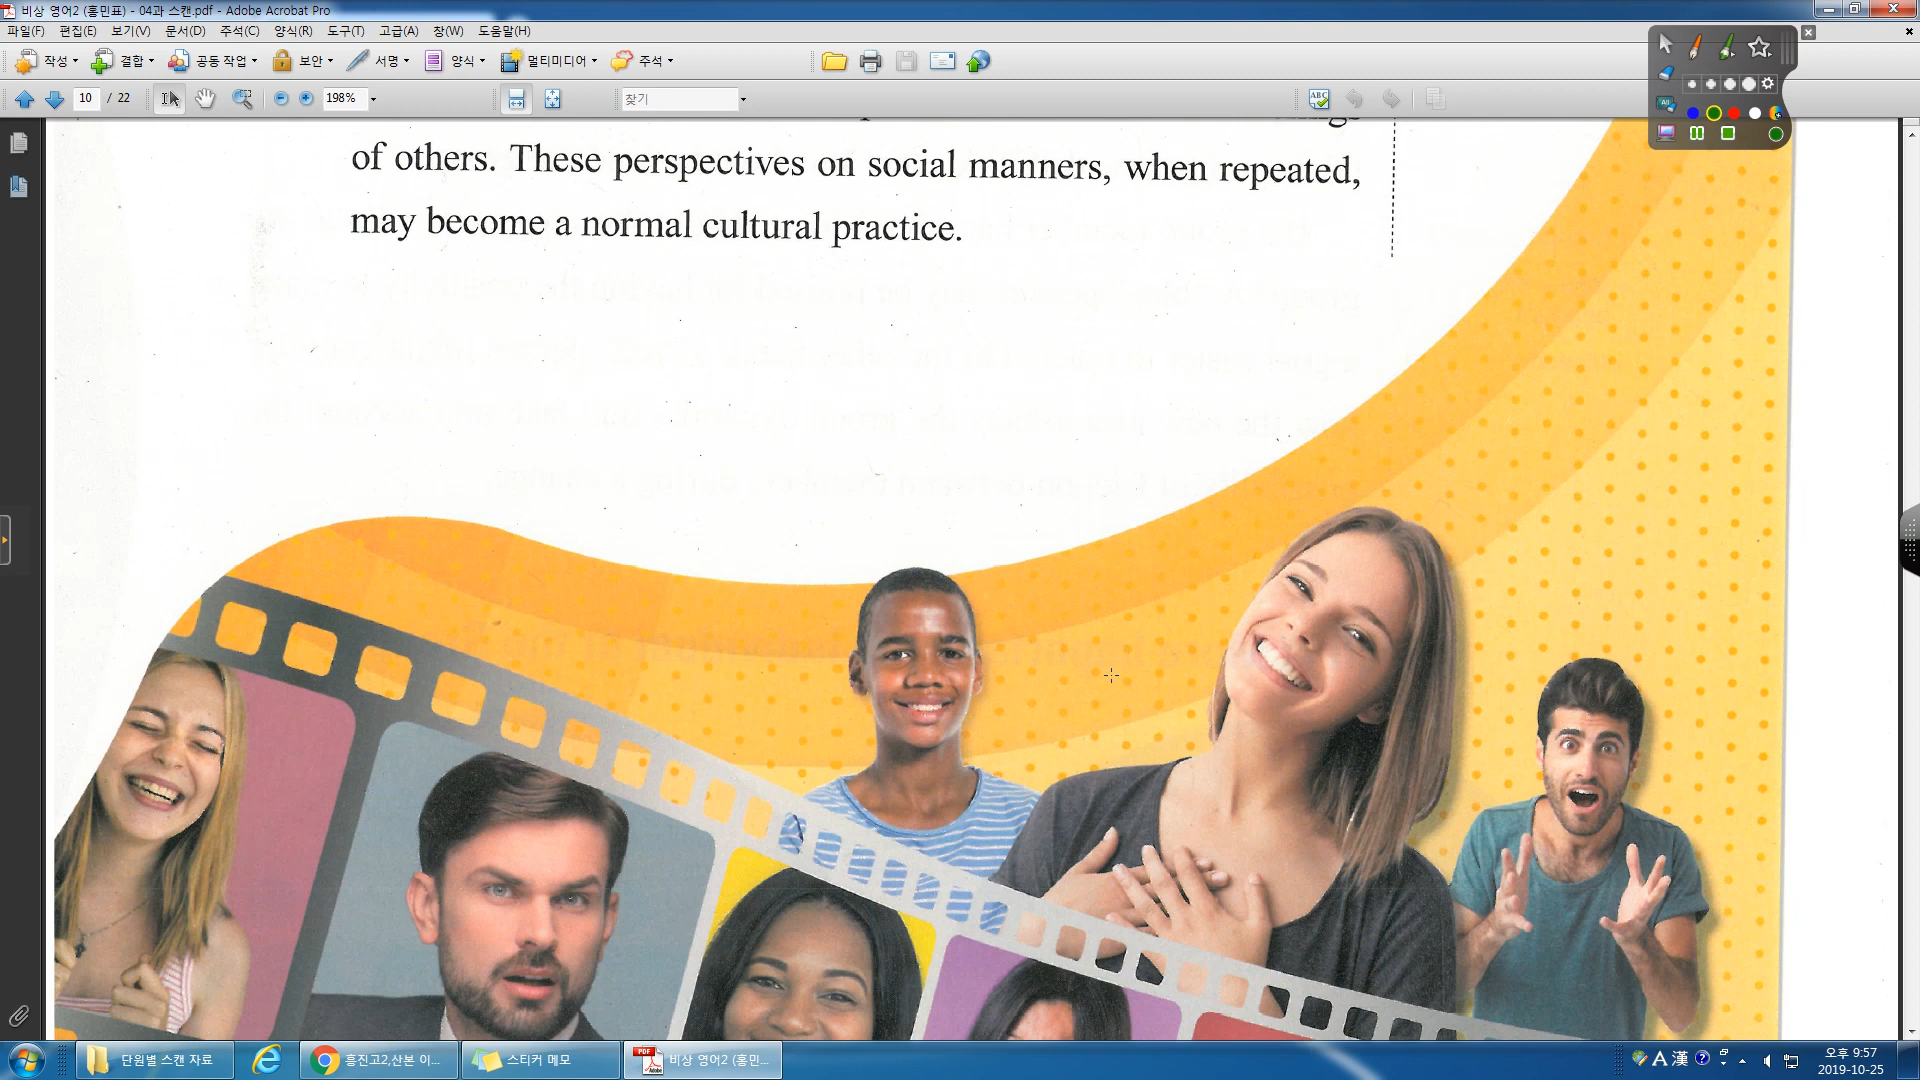 비상 영어2 (홍민표) - 04과 스캔.pdf - Adobe Acrobat Pro
파일(F) 편집(E) 보기(V) 문서(D) 주석(C) 양식(R) 도구(T) 고급(A) 창(W) 도움말(H)
작성 결합 공동 작업 보안 서명 양식 멀티미디어 주석
10 / 22 198% 찾기
of others. These perspectives on social manners, when repeated,
may become a normal cultural practice.
단원별 스캔 자료 흥진고2,산본 이... 스티커 메모 비상 영어2 (홍민...
A 漢
오후 9:57
2019-10-25